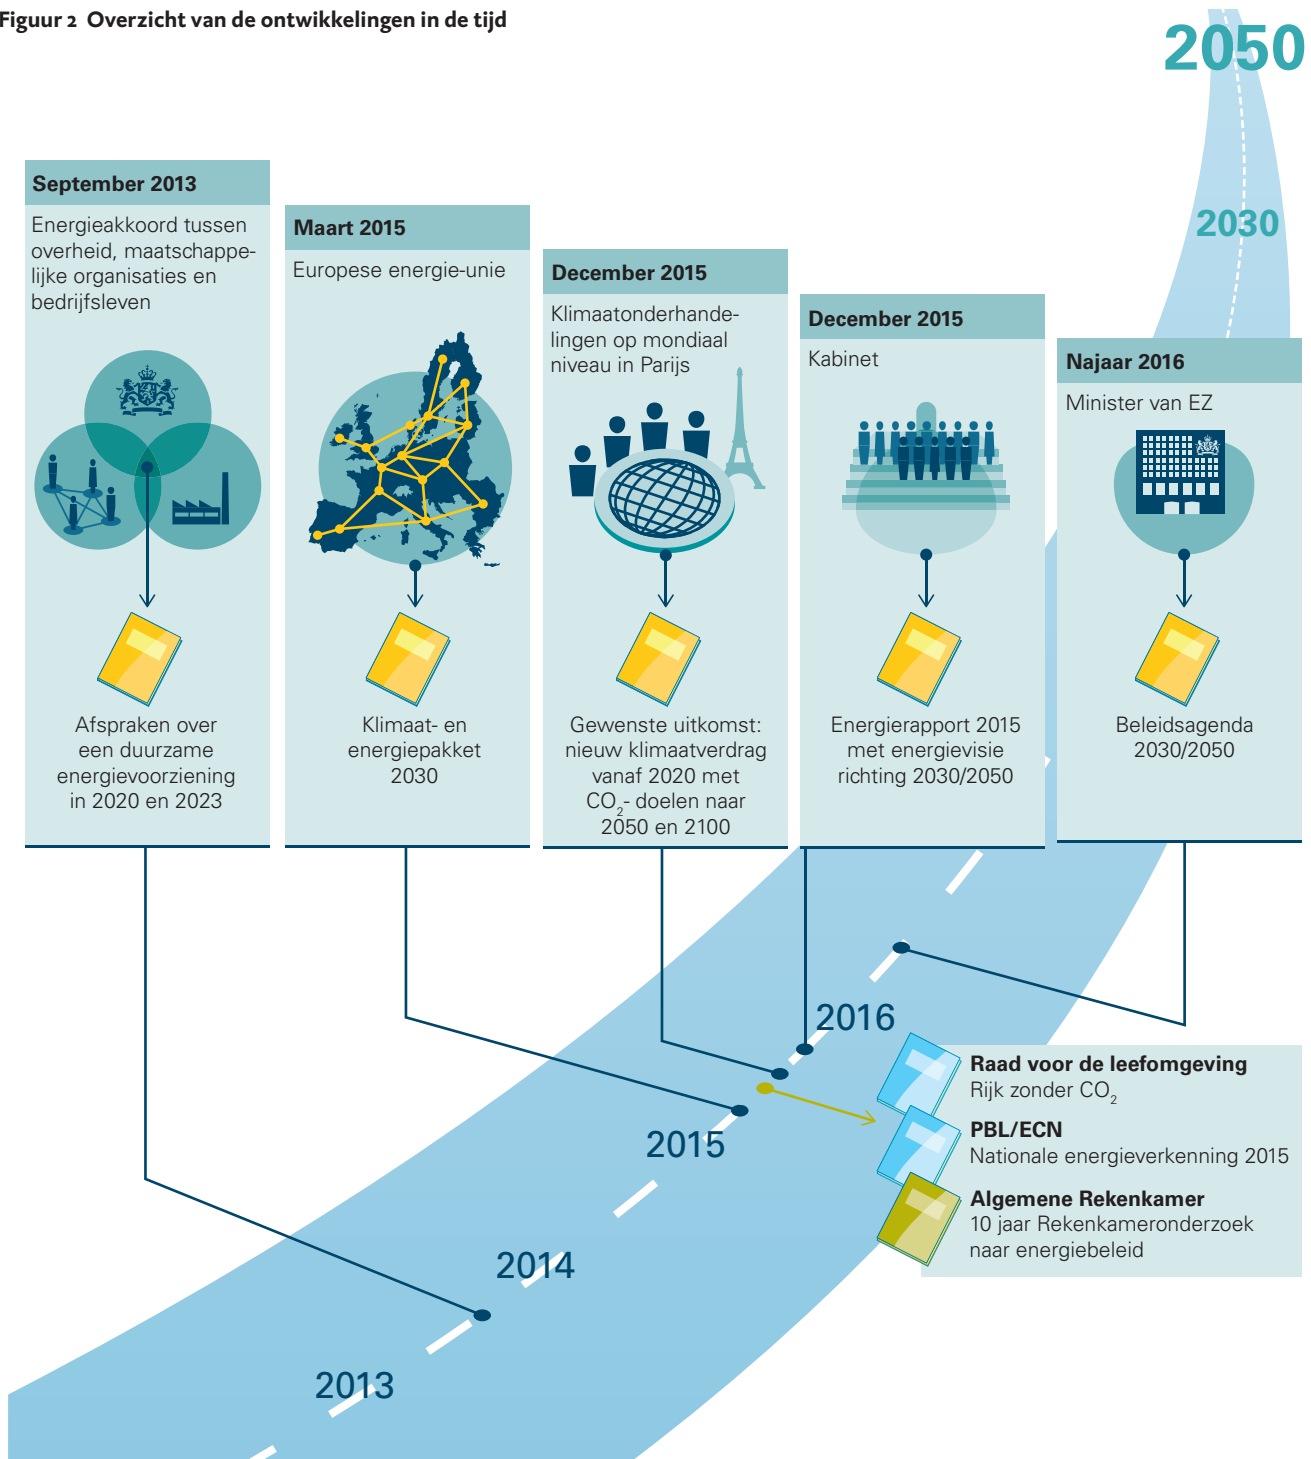 Figuur 2 Overzicht van de ontwikkelingen in de tijd
2050
2030
September 2013
Energieakkoord tussen
overheid, maatschappe-
lijke organisaties en
bedrijfsleven
Afspraken over
een duurzame
energievoorziening
in 2020 en 2023
Maart 2015
Europese energie-unie
Klimaat- en
energiepakket
2030
December 2015
Klimaatonderhande-
lingen op mondiaal
niveau in Parijs
Gewenste uitkomst:
nieuw klimaatverdrag
vanaf 2020 met
CO₂- doelen naar
2050 en 2100
December 2015
Kabinet
Energierapport 2015
met energievisie
richting 2030/2050
Najaar 2016
Minister van EZ
Beleidsagenda
2030/2050
2016
2015
2014
2013
Raad voor de leefomgeving
Rijk zonder CO₂
PBL/ECN
Nationale energieverkenning 2015
Algemene Rekenkamer
10 jaar Rekenkameronderzoek
naar energiebeleid